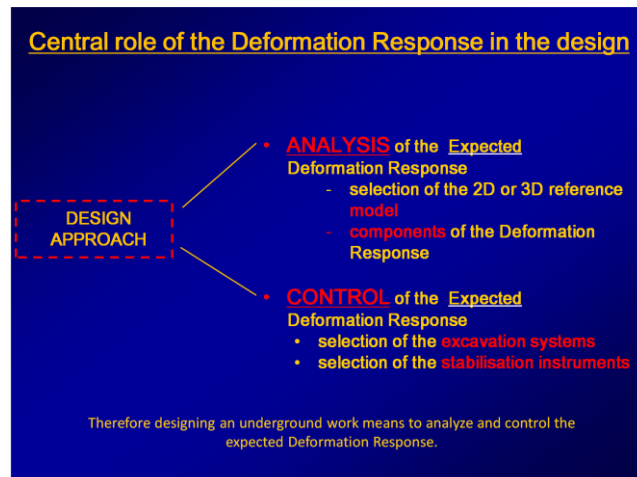 Central role of the Deformation Response in the design
• ANALYSIS of the Expected
Deformation Response
- selection of the 2D or 3D reference
model
- components of the Deformation
Response
DESIGN
APPROACH
• CONTROL of the Expected
Deformation Response
• selection of the excavation systems
• selection of the stabilisation instruments
Therefore designing an underground work means to analyze and control the
expected Deformation Response.